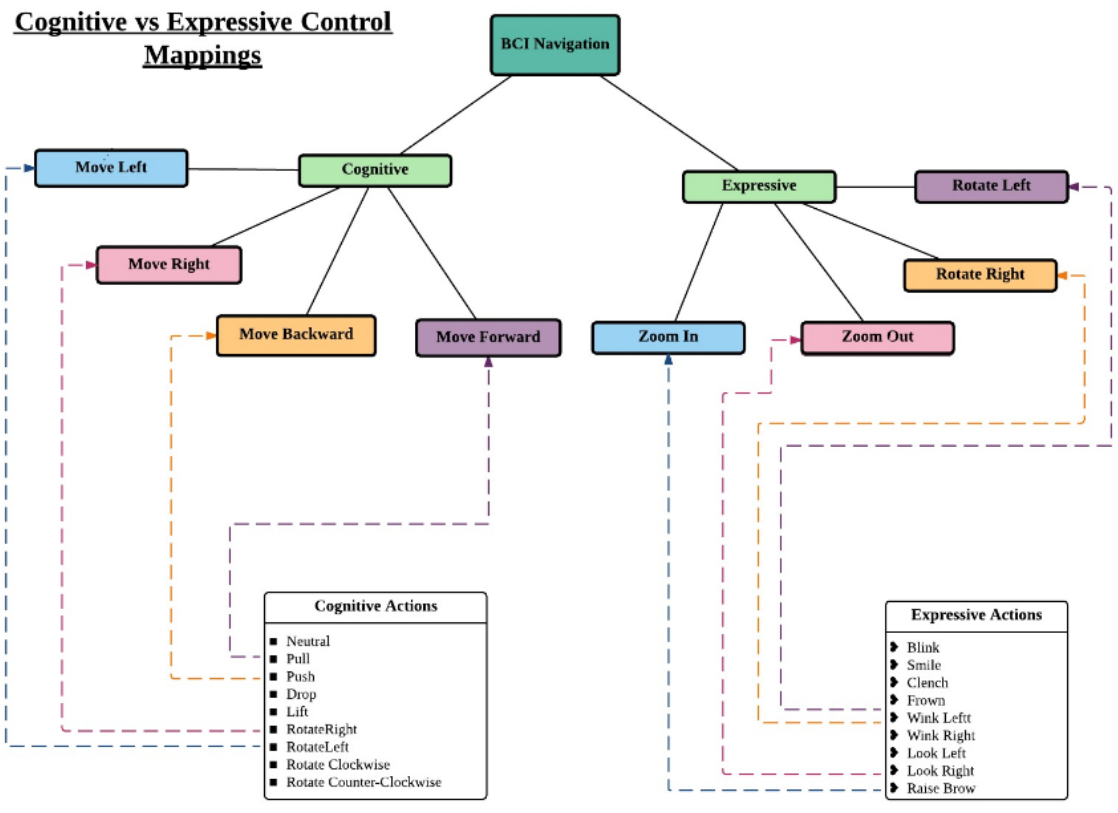 Cognitive vs Expressive Control
Mappings
BCI Navigation
Move Left
Cognitive
Expressive
Rotate Left
Move Right
Rotate Right
Move Backward
Move Forward
Zoom In
Zoom Out
Cognitive Actions
Neutral
Pull
Push
Drop
Lift
RotateRight
RotateLeft
Rotate Clockwise
Rotate Counter-Clockwise
Expressive Actions
Blink
Smile
Clench
Frown
Wink Leftt
Wink Right
Look Left
Look Right
Raise Brow